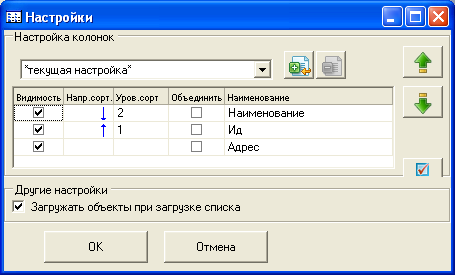 Настройки
Настройка колонок
*текущая настройка*
Видимость Напр.сорт. Уров.сорт Объединить Наименование
2 Наименование
1 Ид
Адрес
Другие настройки
Загружать объекты при загрузке списка
OK Отмена